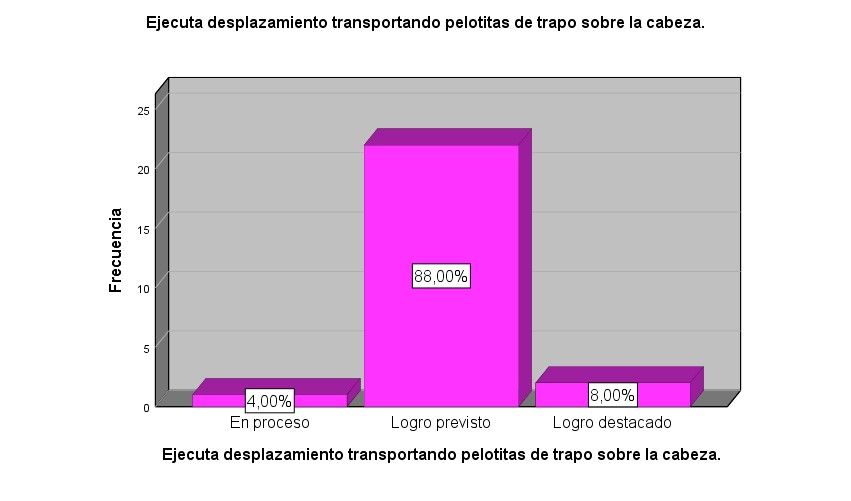 Ejecuta desplazamiento transportando pelotitas de trapo sobre la cabeza.
Frecuencia
25
20
15
10
5
0
88,00%
4,00%
8,00%
En proceso
Logro previsto
Logro destacado
Ejecuta desplazamiento transportando pelotitas de trapo sobre la cabeza.